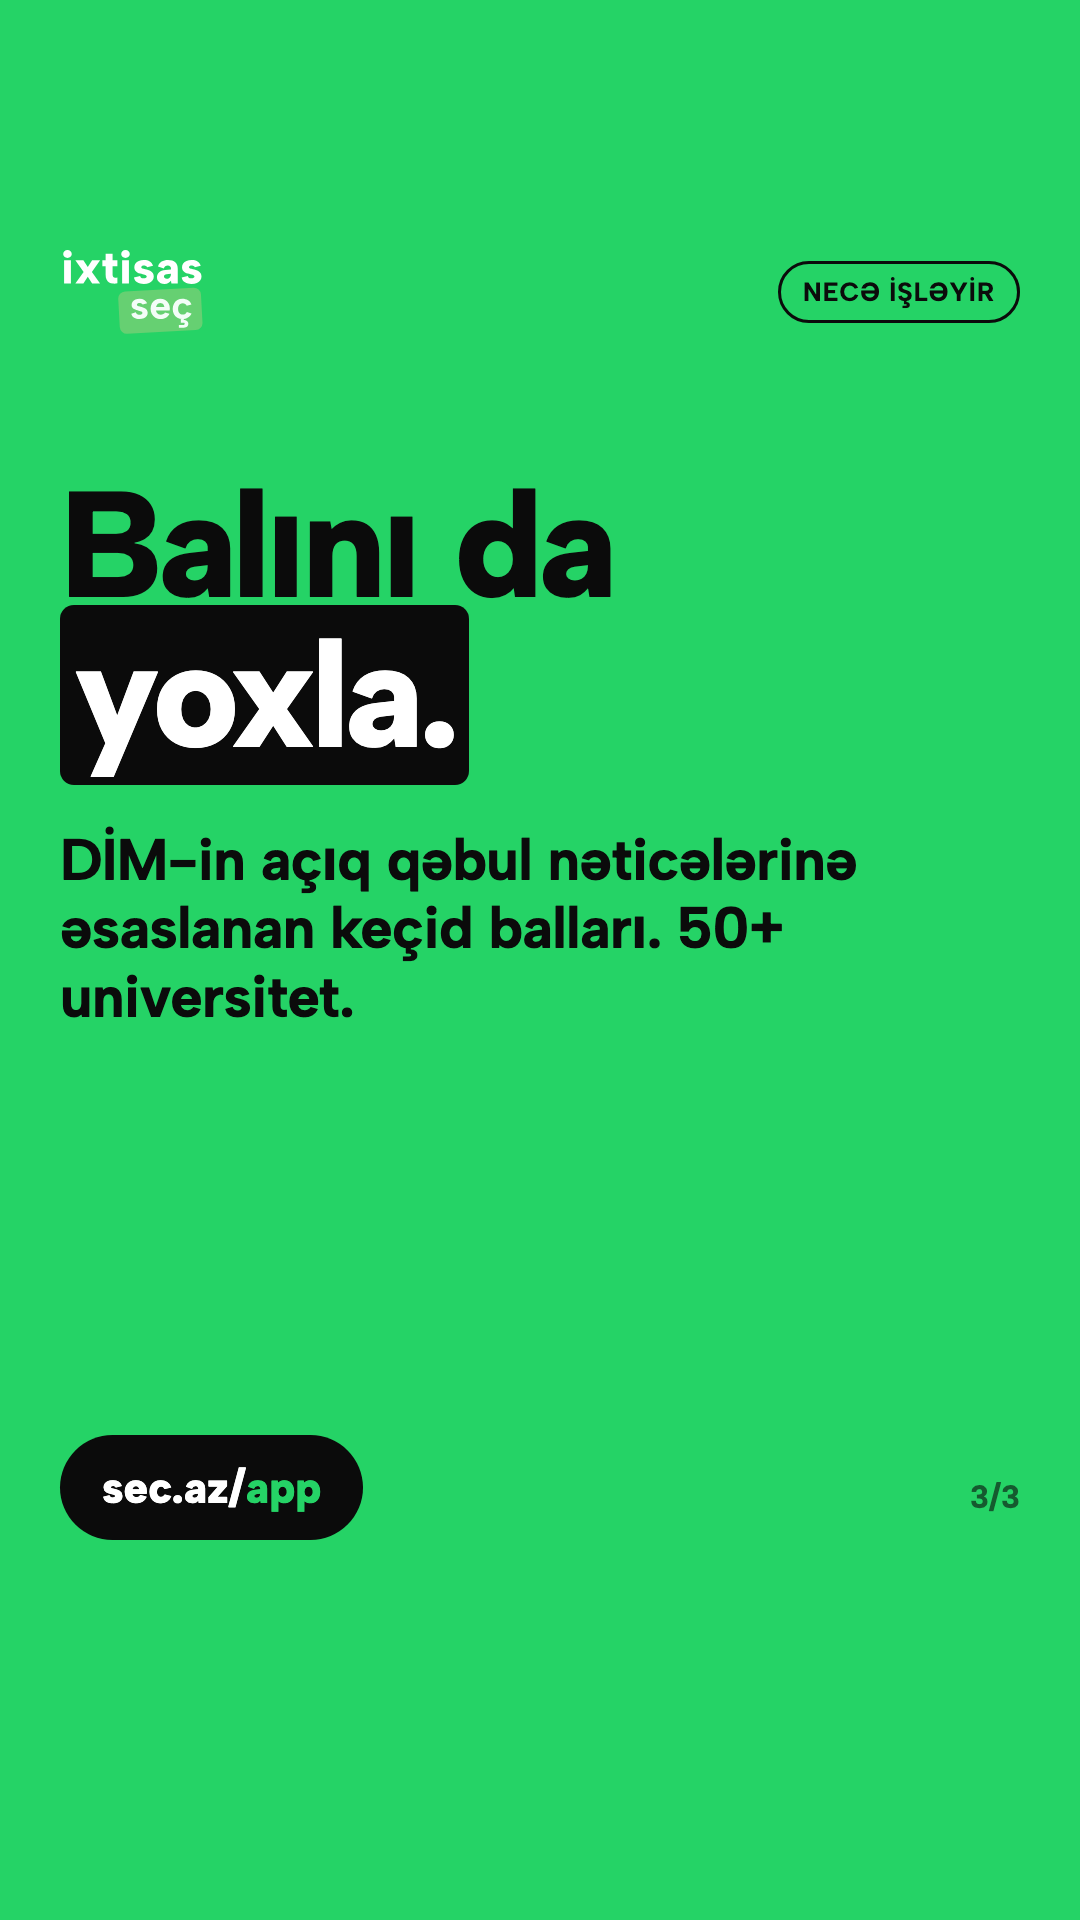 ixtisas
seç
NECƏ İŞLƏYİR
Balını da
yoxla.
DİM-in açıq qəbul nəticələrinə
əsaslanan keçid balları. 50+
universitet.
sec.az/app
3/3